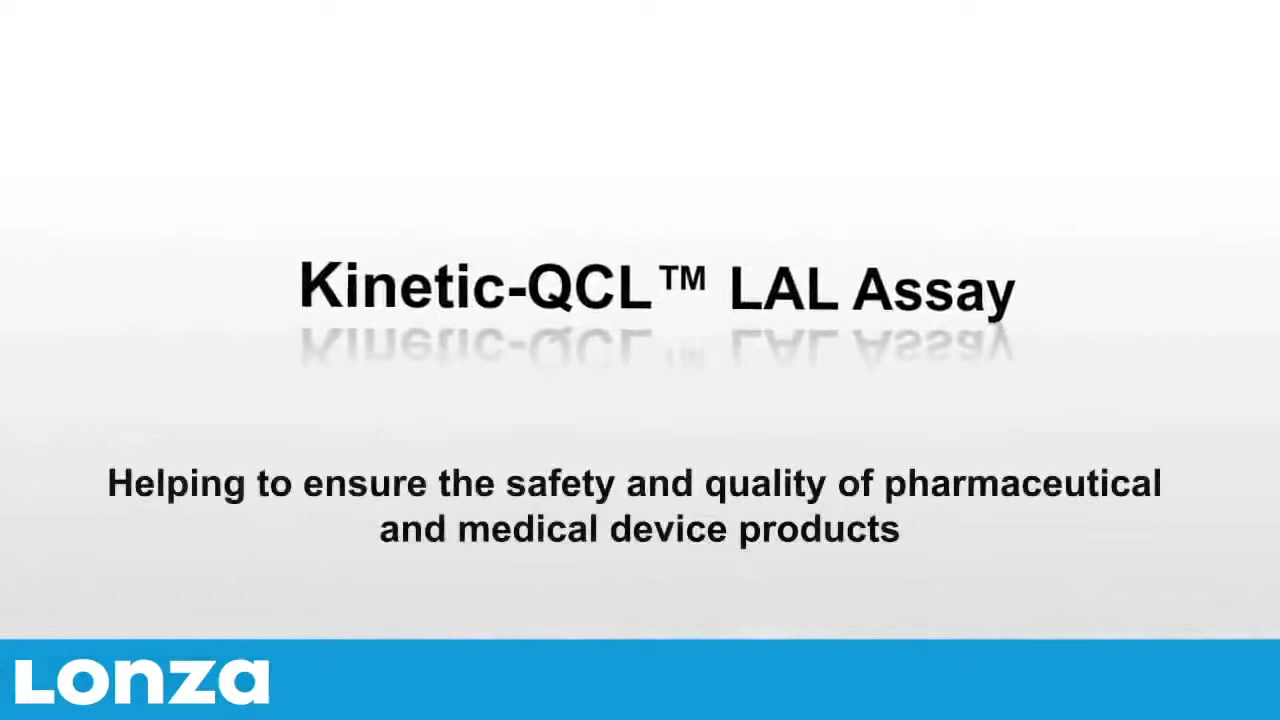 Kinetic-QCL™ LAL Assay
Helping to ensure the safety and quality of pharmaceutical
and medical device products
Lonza